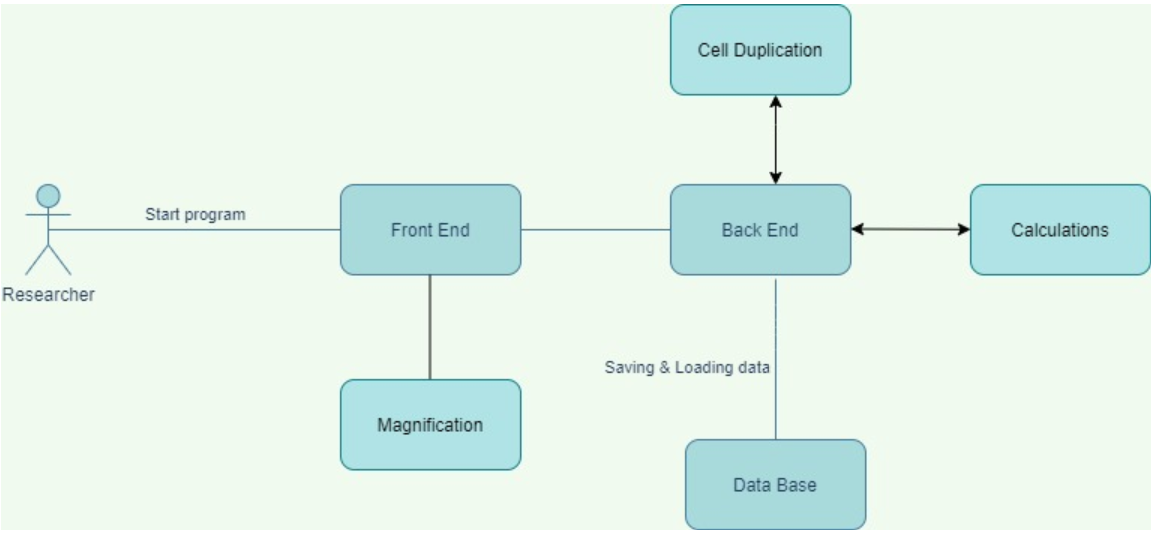 Cell Duplication
Start program
Front End
Back End
Calculations
Researcher
Saving & Loading data
Magnification
Data Base